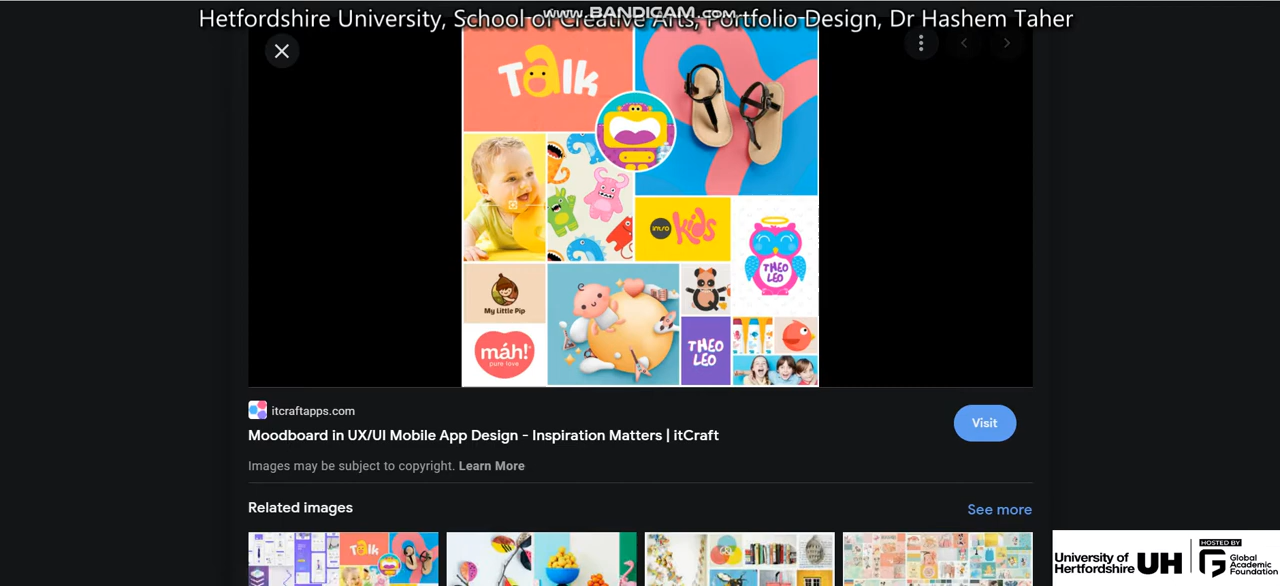 Hetfordshire University, School of Creative Arts, Portfolio Design, Dr Hashem Taher
www.BANDICAM.com
Talk
intro
kids
THEO
LEO
My Little Pip
máh!
pure love
THEO
LEO
itcraftapps.com
Moodboard in UX/UI Mobile App Design - Inspiration Matters | itCraft
Visit
Images may be subject to copyright. Learn More
Related images
See more
Talk
University of
Hertfordshire
UH
HOSTED BY
Global
Academic
Foundation